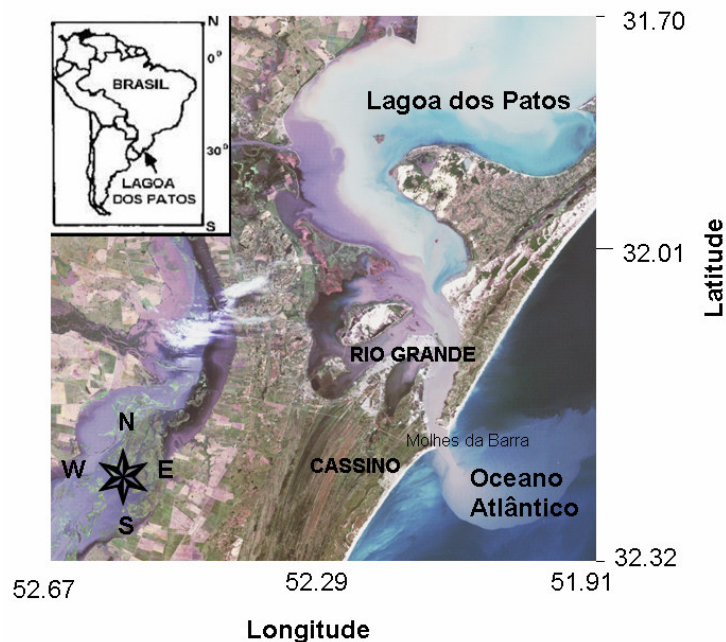 N
0°
BRASIL
30°
LAGOA
DOS PATOS
S
31.70
Lagoa dos Patos
32.01
Latitude
RIO GRANDE
Molhes da Barra
CASSINO
Oceano
Atlântico
N
W E
S
32.32
52.67 52.29 51.91
Longitude